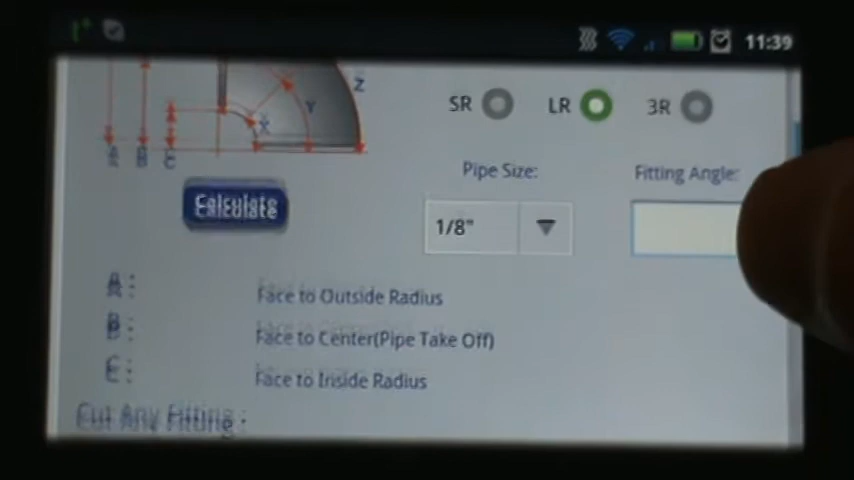 11:39
Z
Y
X
A B C
SR LR 3R
Pipe Size: Fitting Angle:
Calculate
1/8"
A : Face to Outside Radius
B : Face to Center(Pipe Take Off)
C : Face to Inside Radius
Cut Any Fitting :